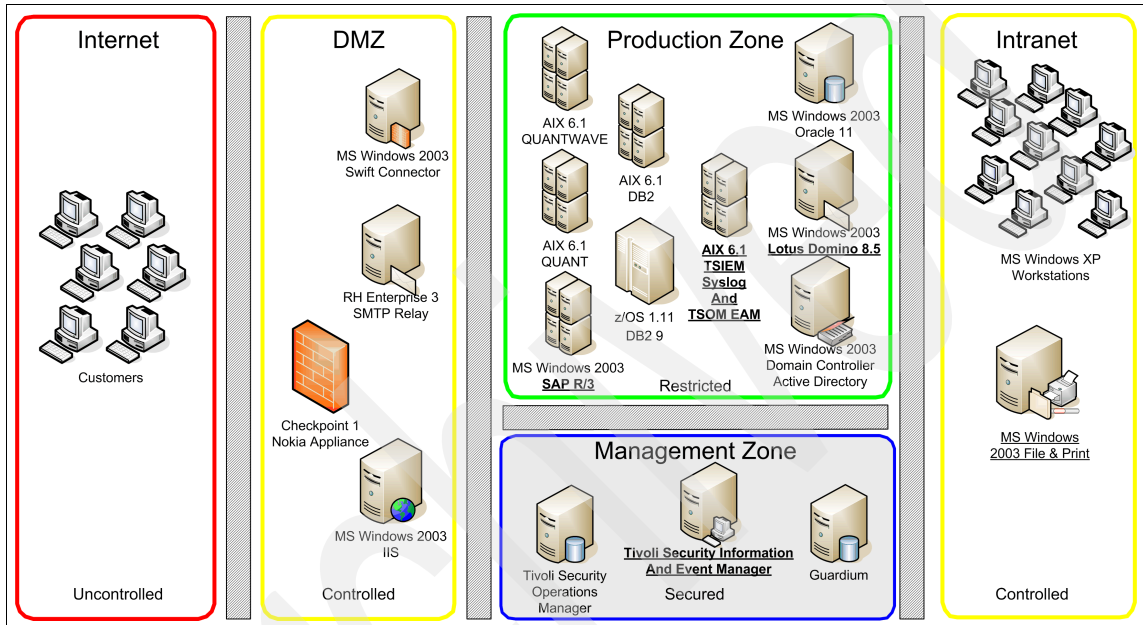 Internet
Customers
Uncontrolled
DMZ
MS Windows 2003
Swift Connector
RH Enterprise 3
SMTP Relay
Checkpoint 1
Nokia Appliance
MS Windows 2003
IIS
Controlled
Production Zone
AIX 6.1
QUANTWAVE
AIX 6.1
QUANT
MS Windows 2003
SAP R/3
AIX 6.1
DB2
z/OS 1.11
DB2 9
AIX 6.1
TSIEM
Syslog
And
TSOM EAM
MS Windows 2003
Oracle 11
MS Windows 2003
Lotus Domino 8.5
MS Windows 2003
Domain Controller
Active Directory
Restricted
Management Zone
Tivoli Security
Operations
Manager
Tivoli Security Information
And Event Manager
Guardium
Secured
Intranet
MS Windows XP
Workstations
MS Windows
2003 File & Print
Controlled